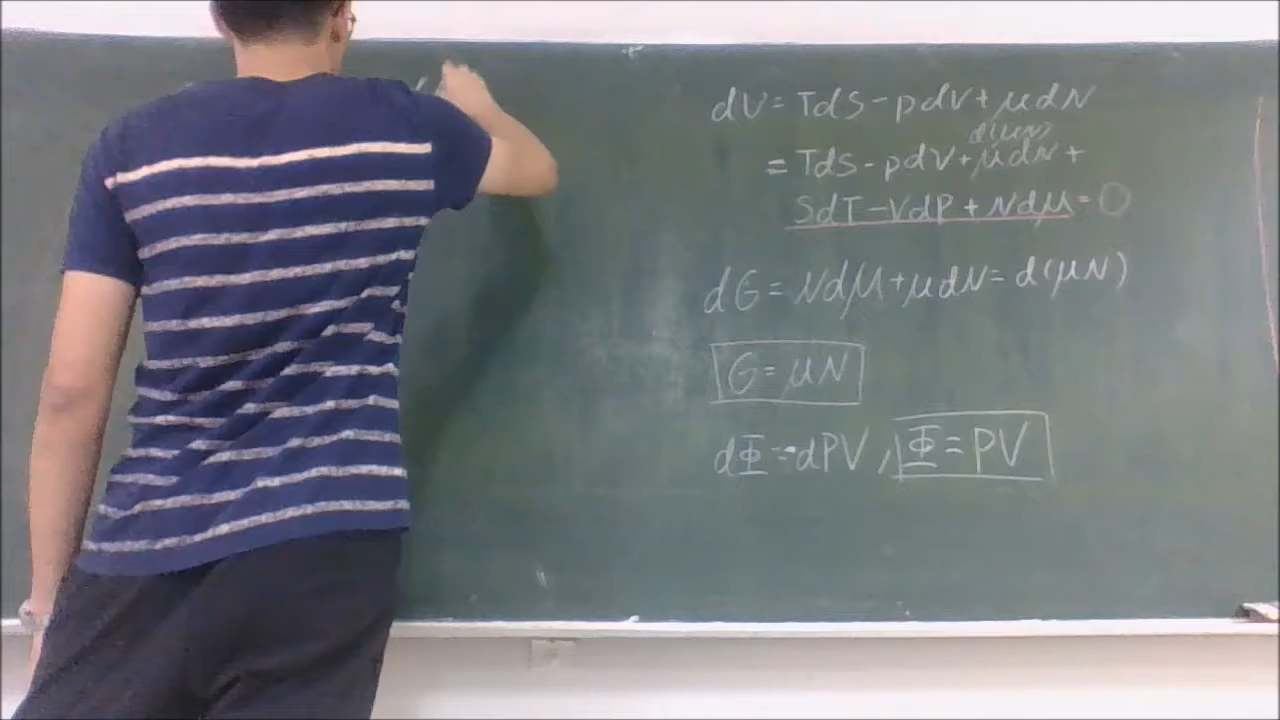 dU = TdS - pdV + μdN
d(μN)
= TdS - pdV + μdN +
SdT - VdP + Ndμ = 0
dG = Ndμ + μdN = d(μN)
G = μN
dΦ = -dPV , Φ = PV